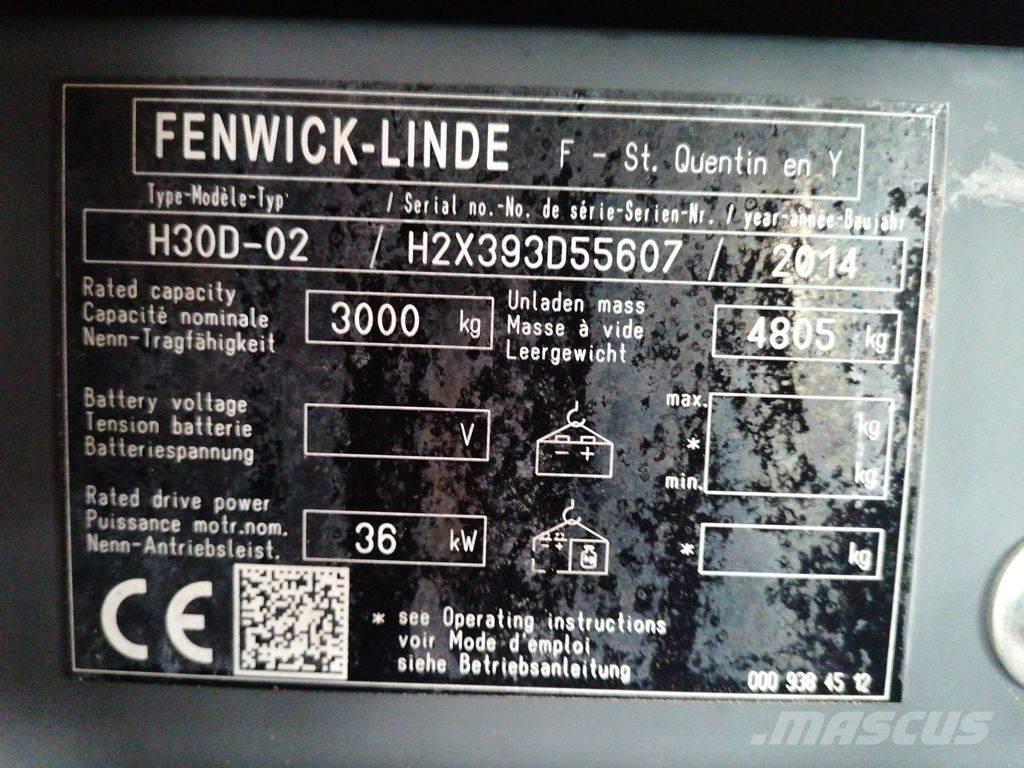 FENWICK-LINDE F - St. Quentin en Y
Type-Modèle-Typ / Serial no.-No. de série-Serien-Nr. / year-année-Baujahr
H30D-02 / H2X393D55607 / 2014
Rated capacity
Capacité nominale
Nenn-Tragfähigkeit
3000 kg
Unladen mass
Masse à vide
Leergewicht
4805 kg
Battery voltage
Tension batterie
Batteriespannung
V
- +
max. kg
*
min. kg
Rated drive power
Puissance motr.nom.
Nenn-Antriebsleist.
36 kW
* kg
CE
* see Operating instructions
voir Mode d'emploi
siehe Betriebsanleitung
000 938 45 12
.MASCUS